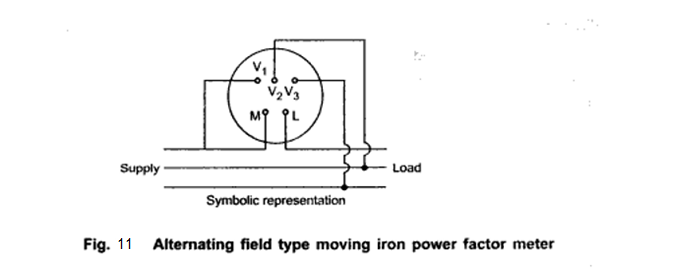 V1
V2 V3
M L
Supply Load
Symbolic representation
Fig. 11 Alternating field type moving iron power factor meter